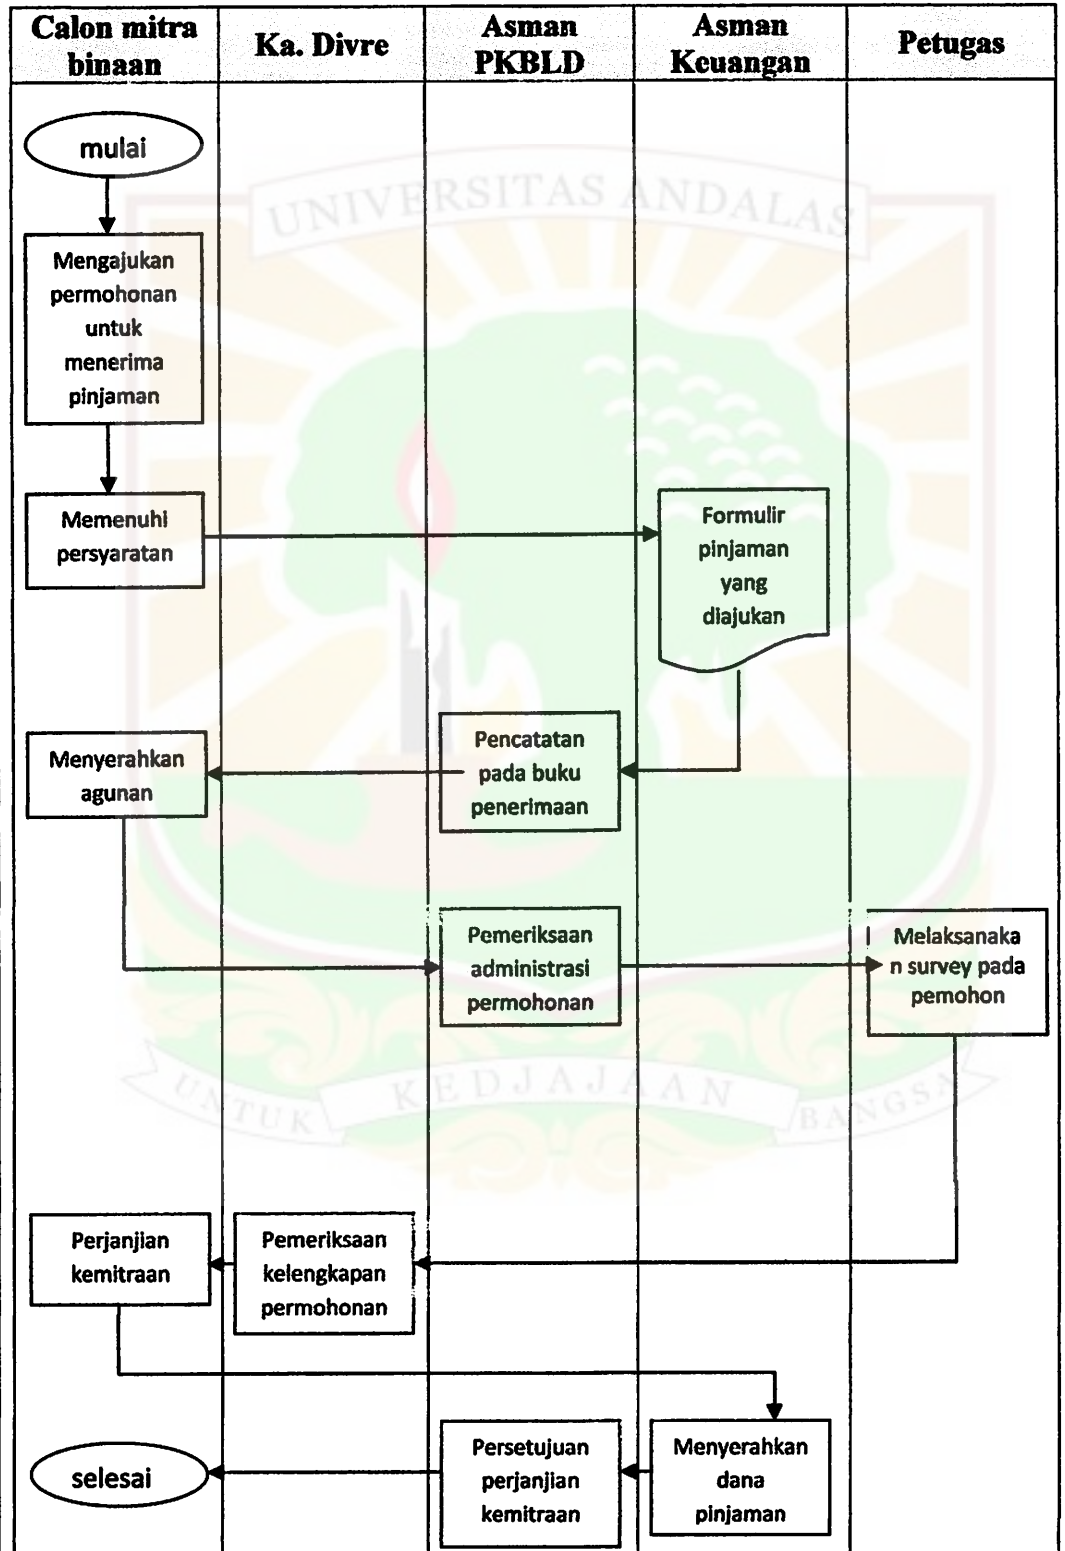 Calon mitra
binaan
Ka. Divre
Asman
PKBLD
Asman
Keuangan
Petugas
mulai
UNIVERSITAS ANDALAS
Mengajukan
permohonan
untuk
menerima
pinjaman
Memenuhi
persyaratan
Formulir
pinjaman
yang
diajukan
Pencatatan
pada buku
penerimaan
Menyerahkan
agunan
Pemeriksaan
administrasi
permohonan
Melaksanaka
n survey pada
pemohon
UNTUK KEDJAJAAN BANGSA
Perjanjian
kemitraan
Pemeriksaan
kelengkapan
permohonan
Persetujuan
perjanjian
kemitraan
Menyerahkan
dana
pinjaman
selesai